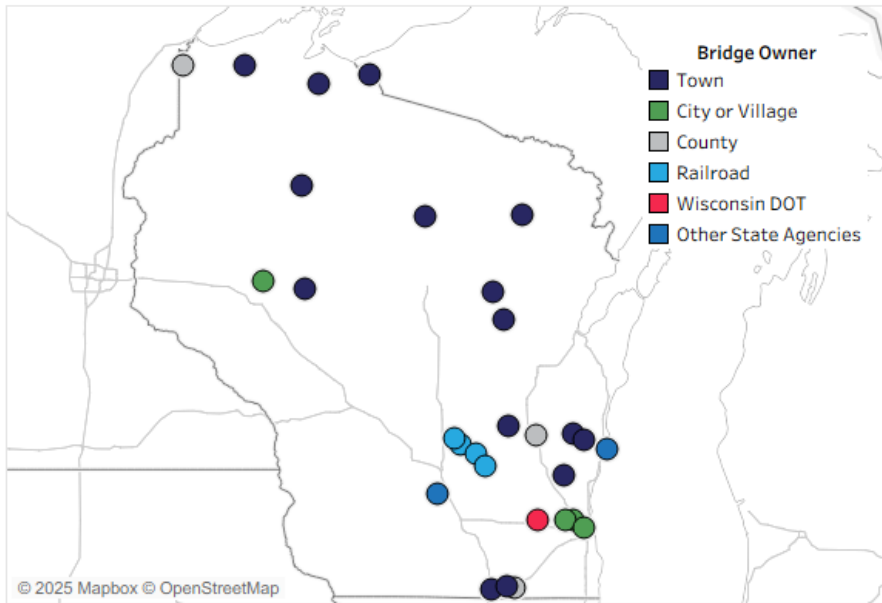 Bridge Owner
Town
City or Village
County
Railroad
Wisconsin DOT
Other State Agencies
© 2025 Mapbox © OpenStreetMap